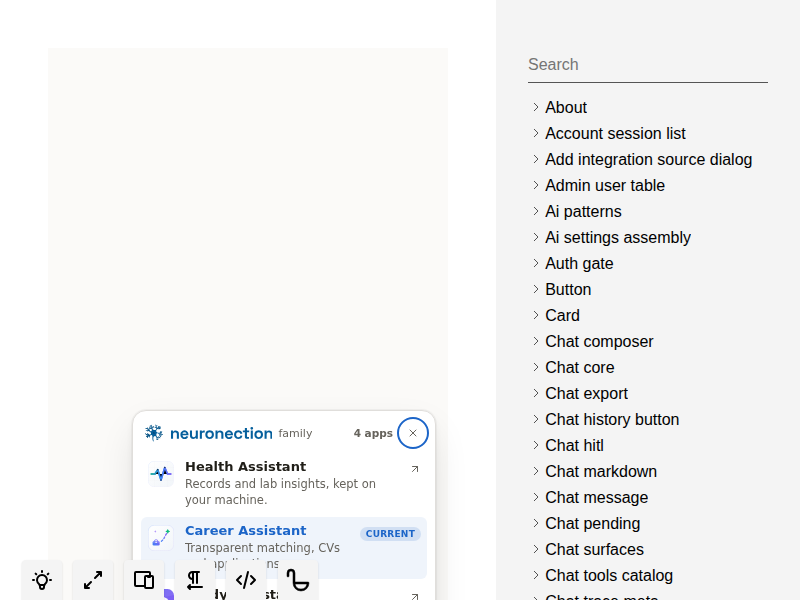 Search
About
Account session list
Add integration source dialog
Admin user table
Ai patterns
Ai settings assembly
Auth gate
Button
Card
Chat composer
Chat core
Chat export
Chat history button
Chat hitl
Chat markdown
Chat message
Chat pending
Chat surfaces
Chat tools catalog
Chat trace meta
neuronection family 4 apps
Health Assistant
Records and lab insights, kept on
your machine.
Career Assistant CURRENT
Transparent matching, CVs